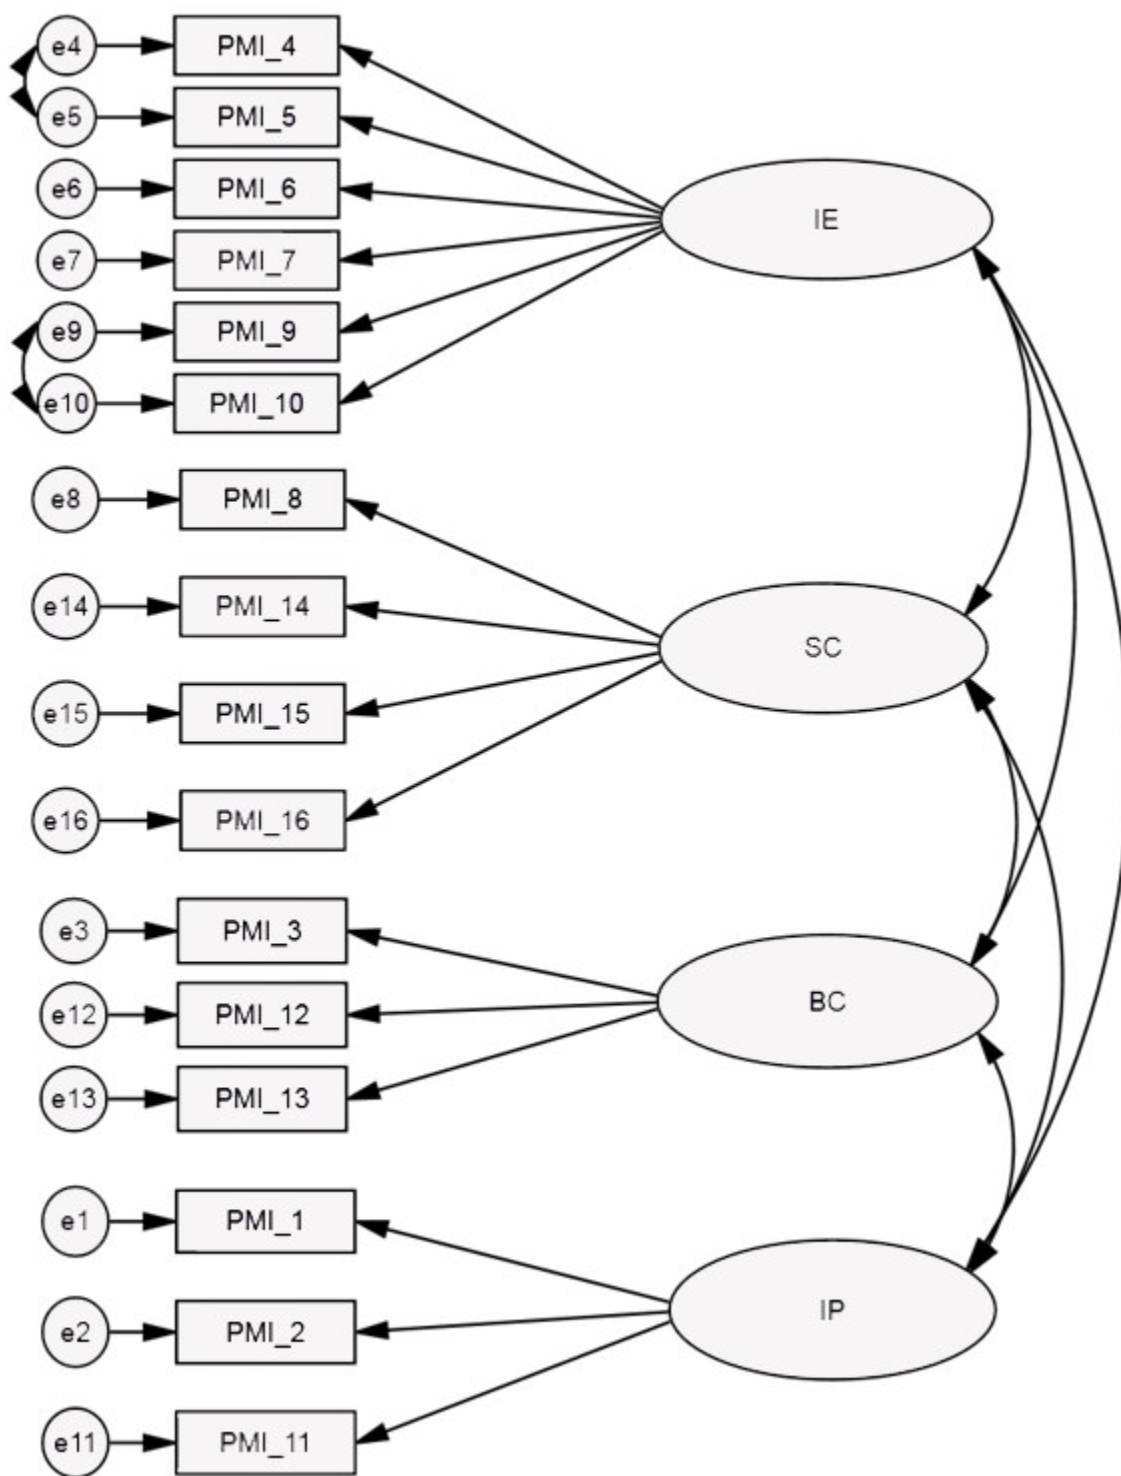 e4 PMI_4
e5 PMI_5
e6 PMI_6
IE
e7 PMI_7
e9 PMI_9
e10 PMI_10
e8 PMI_8
e14 PMI_14
SC
e15 PMI_15
e16 PMI_16
e3 PMI_3
BC
e12 PMI_12
e13 PMI_13
e1 PMI_1
IP
e2 PMI_2
e11 PMI_11